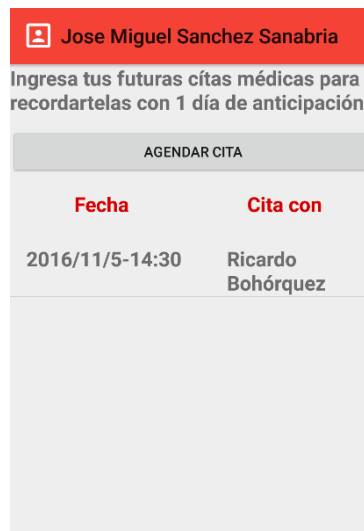 Jose Miguel Sanchez Sanabria
Ingresa tus futuras cítas médicas para
recordartelas con 1 día de anticipación
AGENDAR CITA
Fecha Cita con
2016/11/5-14:30 Ricardo
Bohórquez